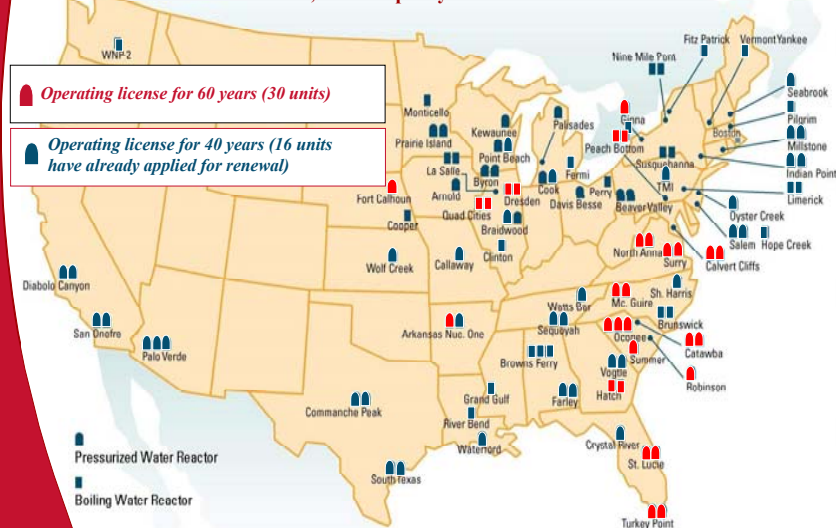 Fitz Patrick
Vermont Yankee
WNP-2
Nine Mile Pont
Operating license for 60 years (30 units)
Seabrook
Monticello
Kewaunee
Palisades
Ginna
Pilgrim
Operating license for 40 years (16 units
have already applied for renewal)
Prairie Island
Point Beach
Peach Bottom
Boston
Millstone
La Salle
Byron
Fermi
Susquehanna
Indian Point
Fort Calhoun
Arnold
Dresden
Cook
Davis Besse
Perry
Beaver Valley
TMI
Limerick
Cooper
Quad Cities
Braidwood
Oyster Creek
Salem
Hope Creek
Wolf Creek
Callaway
Clinton
North Anna
Surry
Calvert Cliffs
Diabolo Canyon
San Onofre
Palo Verde
Arkansas Nuc. One
Watts Bar
Sequoyah
Mc. Guire
Sh. Harris
Brunswick
Oconee
Catawba
Browns Ferry
Vogtle
Summer
Robinson
Commanche Peak
Grand Gulf
Farley
Hatch
River Bend
Waterford
Crystal River
St. Lucie
Pressurized Water Reactor
South Texas
Boiling Water Reactor
Turkey Point